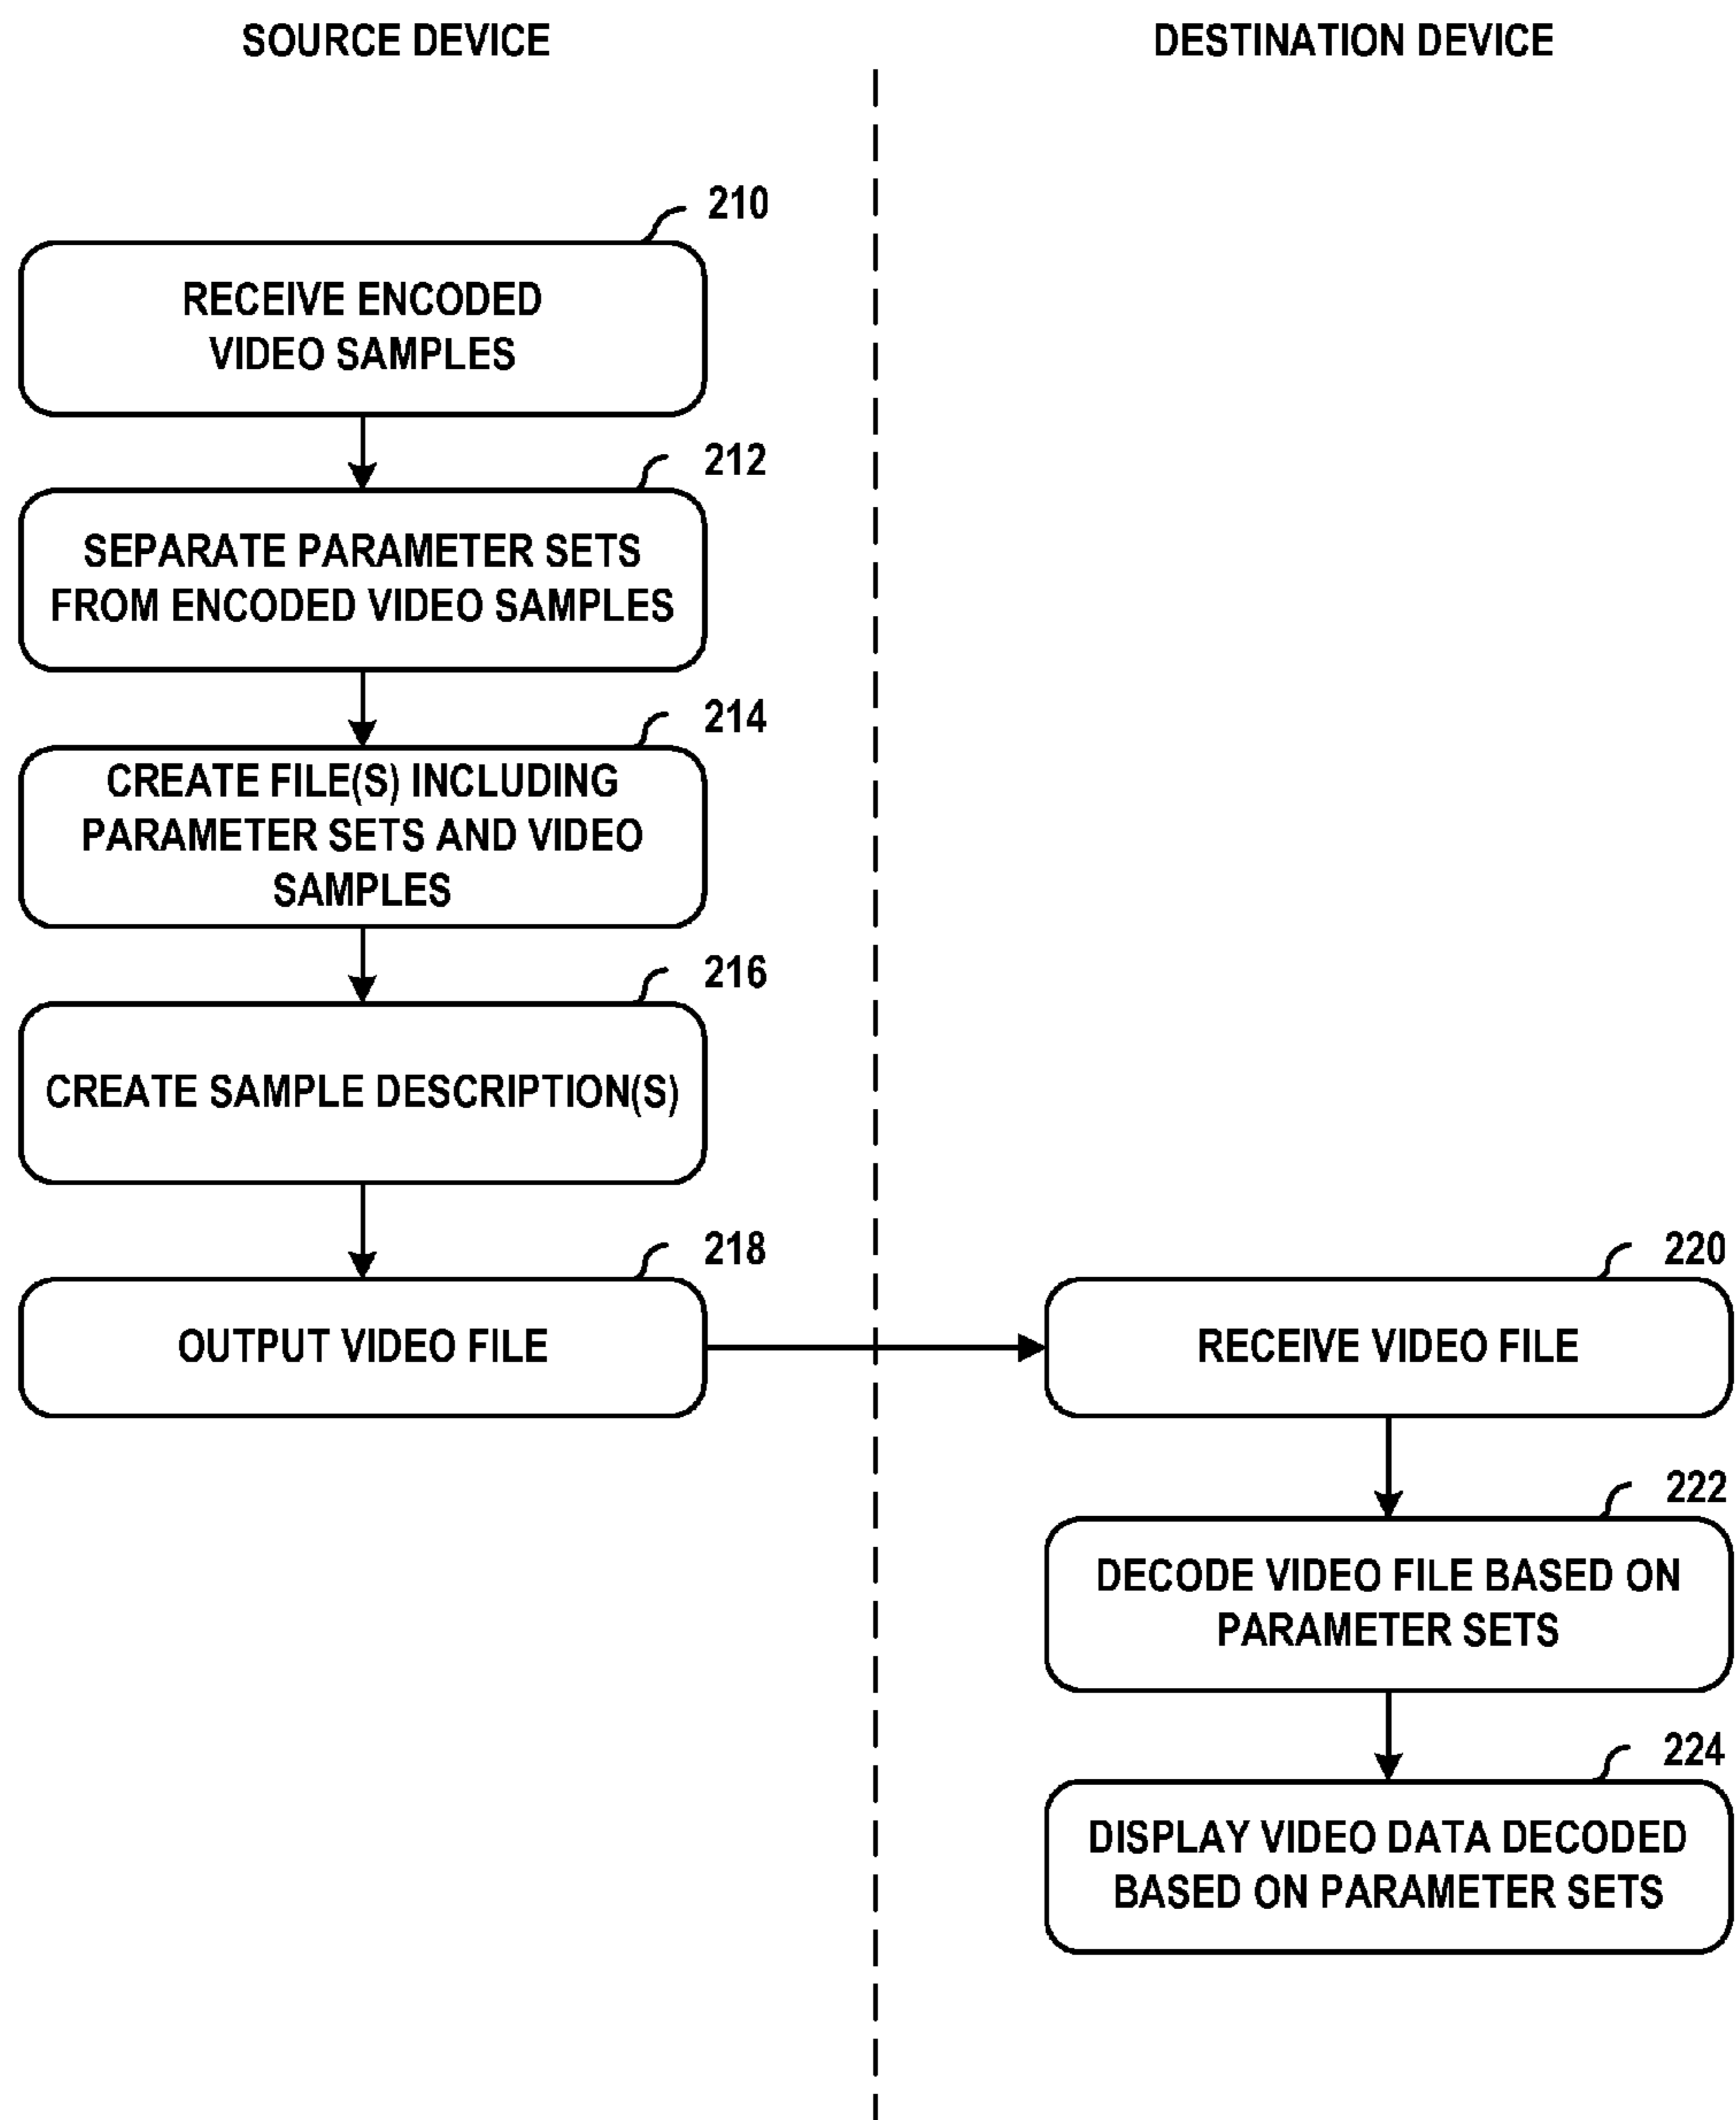 SOURCE DEVICE
DESTINATION DEVICE
210
RECEIVE ENCODED
VIDEO SAMPLES
212
SEPARATE PARAMETER SETS
FROM ENCODED VIDEO SAMPLES
214
CREATE FILE(S) INCLUDING
PARAMETER SETS AND VIDEO
SAMPLES
216
CREATE SAMPLE DESCRIPTION(S)
218
OUTPUT VIDEO FILE
220
RECEIVE VIDEO FILE
222
DECODE VIDEO FILE BASED ON
PARAMETER SETS
224
DISPLAY VIDEO DATA DECODED
BASED ON PARAMETER SETS